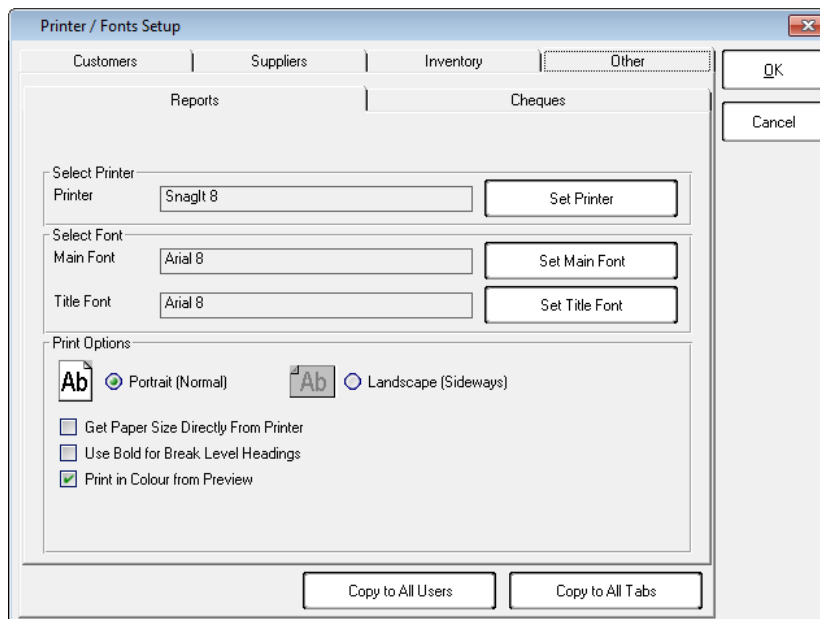 Printer / Fonts Setup
Customers Suppliers Inventory Other
OK
Reports Cheques
Cancel
Select Printer
Printer SnagIt 8 Set Printer
Select Font
Main Font Arial 8 Set Main Font
Title Font Arial 8 Set Title Font
Print Options
Ab Portrait (Normal) Ab Landscape (Sideways)
Get Paper Size Directly From Printer
Use Bold for Break Level Headings
Print in Colour from Preview
Copy to All Users Copy to All Tabs